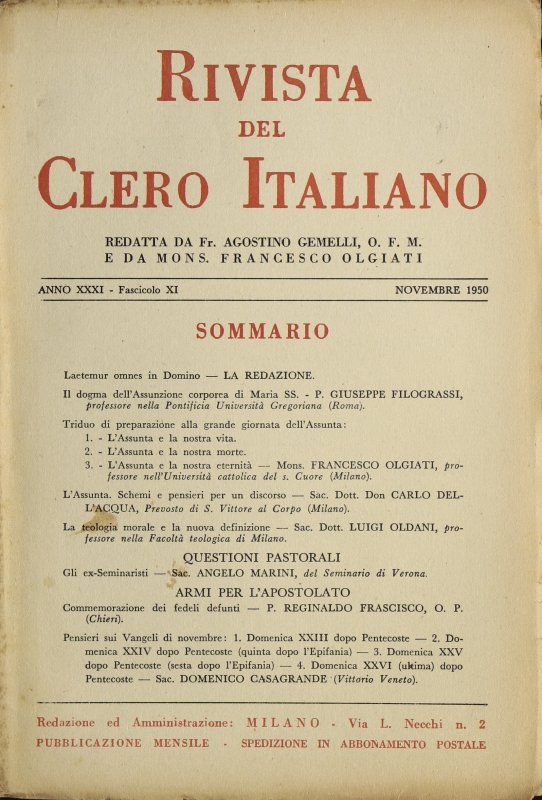 RIVISTA
DEL
CLERO ITALIANO
REDATTA DA Fr. AGOSTINO GEMELLI, O. F. M.
E DA MONS. FRANCESCO OLGIATI
ANNO XXXI - Fascicolo XI NOVEMBRE 1950
SOMMARIO
Laetemur omnes in Domino — LA REDAZIONE.
Il dogma dell'Assunzione corporea di Maria SS. - P. GIUSEPPE FILOGRASSI,
professore nella Pontificia Università Gregoriana (Roma).
Triduo di preparazione alla grande giornata dell'Assunta:
1. - L'Assunta e la nostra vita.
2. - L'Assunta e la nostra morte.
3. - L'Assunta e la nostra eternità — Mons. FRANCESCO OLGIATI, pro-
fessore nell'Università cattolica del s. Cuore (Milano).
L'Assunta. Schemi e pensieri per un discorso — Sac. Dott. Don CARLO DEL-
L'ACQUA, Prevosto di S. Vittore al Corpo (Milano).
La teologia morale e la nuova definizione — Sac. Dott. LUIGI OLDANI, pro-
fessore nella Facoltà teologica di Milano.
QUESTIONI PASTORALI
Gli ex-Seminaristi — Sac. ANGELO MARINI, del Seminario di Verona.
ARMI PER L'APOSTOLATO
Commemorazione dei fedeli defunti — P. REGINALDO FRASCISCO, O. P.
(Chieri).
Pensieri sui Vangeli di novembre: 1. Domenica XXIII dopo Pentecoste — 2. Do-
menica XXIV dopo Pentecoste (quinta dopo l'Epifania) — 3. Domenica XXV
dopo Pentecoste (sesta dopo l'Epifania) — 4. Domenica XXVI (ultima) dopo
Pentecoste — Sac. DOMENICO CASAGRANDE (Vittorio Veneto).
Redazione ed Amministrazione: MILANO - Via L. Necchi n. 2
PUBBLICAZIONE MENSILE - SPEDIZIONE IN ABBONAMENTO POSTALE